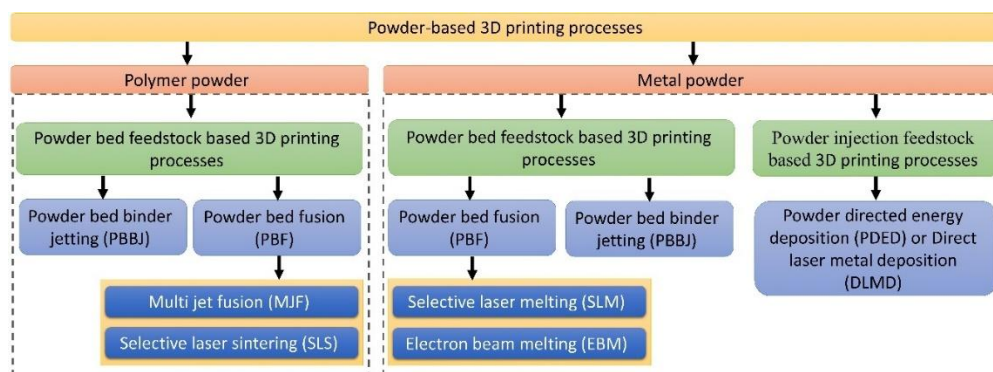 Powder-based 3D printing processes
Polymer powder
Metal powder
Powder bed feedstock based 3D printing
processes
Powder bed feedstock based 3D printing
processes
Powder injection feedstock
based 3D printing processes
Powder bed binder
jetting (PBBJ)
Powder bed fusion
(PBF)
Powder bed fusion
(PBF)
Powder bed binder
jetting (PBBJ)
Powder directed energy
deposition (PDED) or Direct
laser metal deposition
(DLMD)
Multi jet fusion (MJF)
Selective laser sintering (SLS)
Selective laser melting (SLM)
Electron beam melting (EBM)